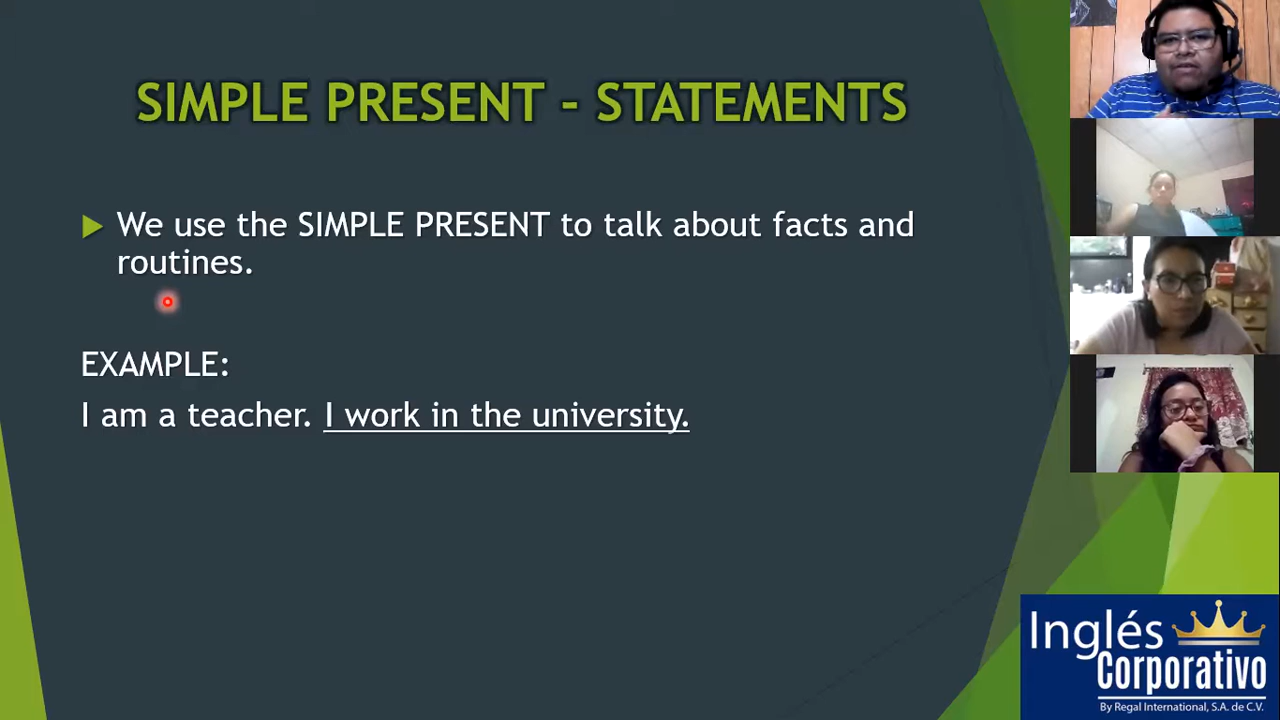 SIMPLE PRESENT - STATEMENTS
We use the SIMPLE PRESENT to talk about facts and
routines.
EXAMPLE:
I am a teacher. I work in the university.
Inglés
Corporativo
By Regal International, S.A. de C.V.